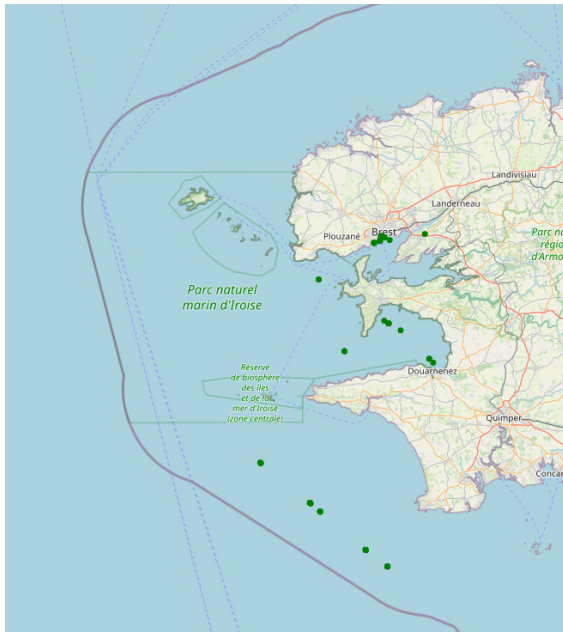 Landivisiau
Landerneau
Plouzané
Brest
Parc na
régio
d'Armo
Parc naturel
marin d'Iroise
Réserve
de biosphère
des îles
et de la
mer d'Iroise
(zone centrale)
Douarnenez
Quimper
Concar